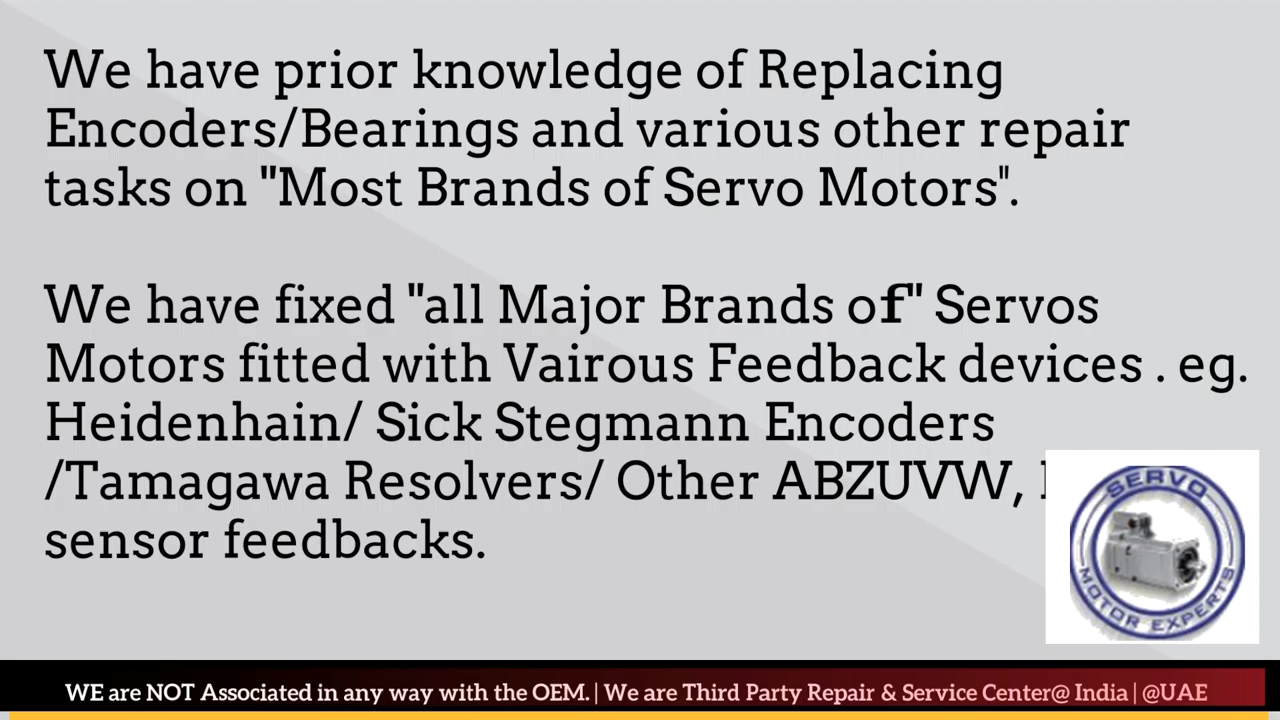 We have prior knowledge of Replacing
Encoders/Bearings and various other repair
tasks on "Most Brands of Servo Motors".
We have fixed "all Major Brands of" Servos
Motors fitted with Vairous Feedback devices . eg.
Heidenhain/ Sick Stegmann Encoders
/Tamagawa Resolvers/ Other ABZUVW,
sensor feedbacks.
SERVO
MOTOR EXPERTS
WE are NOT Associated in any way with the OEM. | We are Third Party Repair & Service Center@ India | @UAE